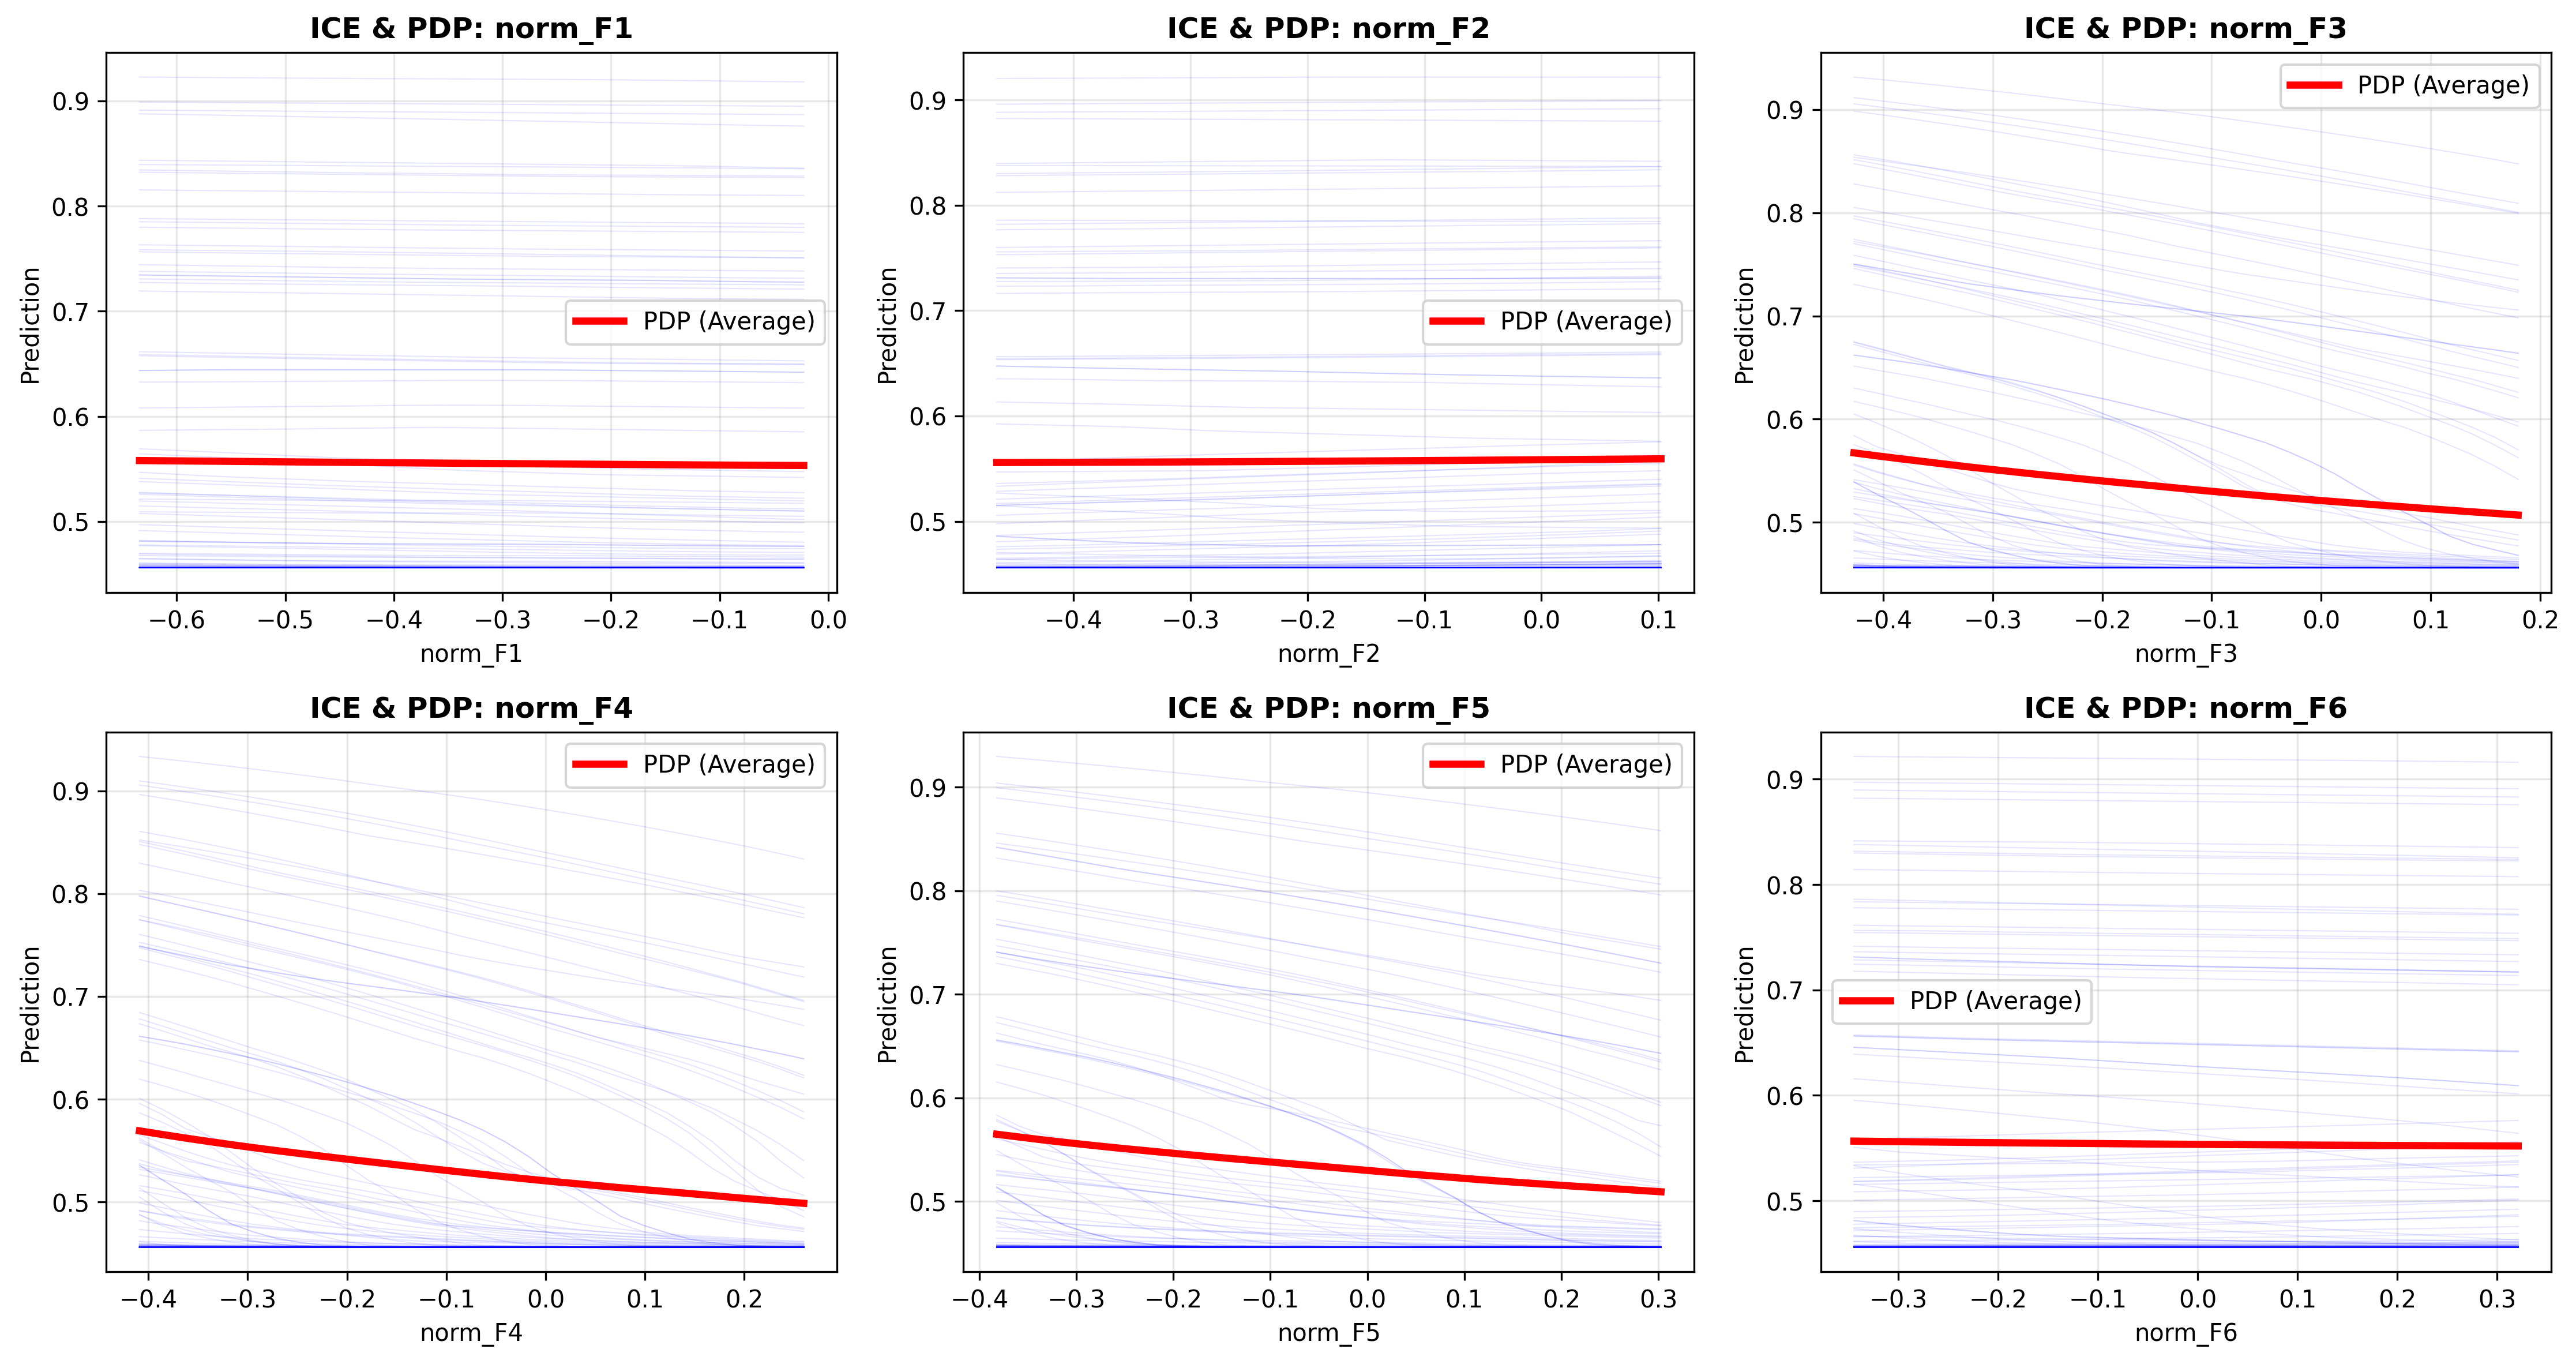 ICE & PDP: norm_F1
PDP (Average)
Prediction
0.9
0.8
0.7
0.6
0.5
−0.6 −0.5 −0.4 −0.3 −0.2 −0.1 0.0
norm_F1
ICE & PDP: norm_F2
PDP (Average)
Prediction
0.9
0.8
0.7
0.6
0.5
−0.4 −0.3 −0.2 −0.1 0.0 0.1
norm_F2
ICE & PDP: norm_F3
PDP (Average)
Prediction
0.9
0.8
0.7
0.6
0.5
−0.4 −0.3 −0.2 −0.1 0.0 0.1 0.2
norm_F3
ICE & PDP: norm_F4
PDP (Average)
Prediction
0.9
0.8
0.7
0.6
0.5
−0.4 −0.3 −0.2 −0.1 0.0 0.1 0.2
norm_F4
ICE & PDP: norm_F5
PDP (Average)
Prediction
0.9
0.8
0.7
0.6
0.5
−0.4 −0.3 −0.2 −0.1 0.0 0.1 0.2 0.3
norm_F5
ICE & PDP: norm_F6
PDP (Average)
Prediction
0.9
0.8
0.7
0.6
0.5
−0.3 −0.2 −0.1 0.0 0.1 0.2 0.3
norm_F6